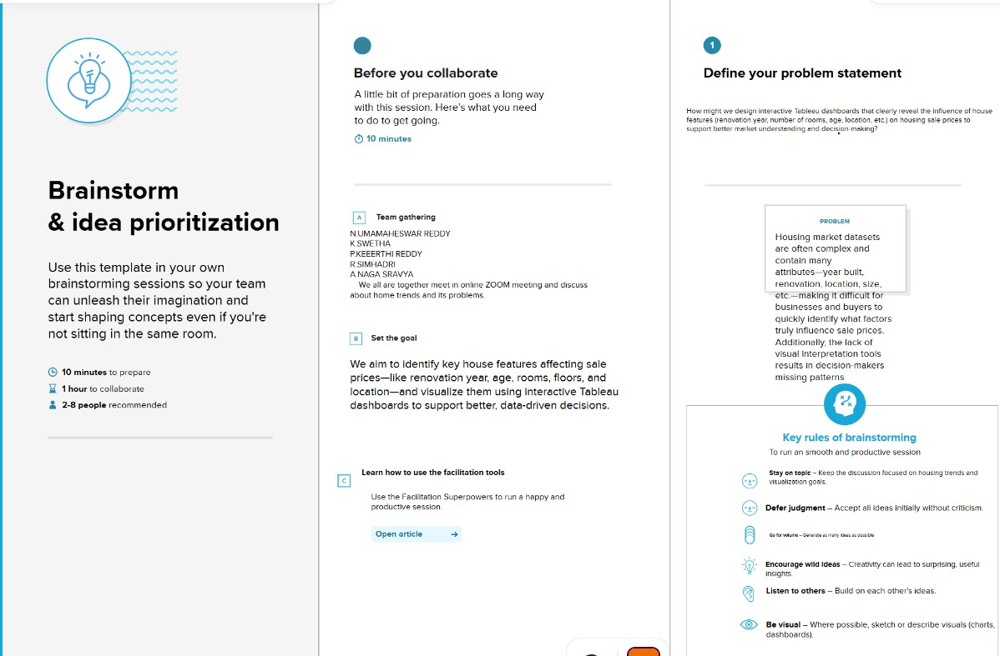 Brainstorm
& idea prioritization
Use this template in your own
brainstorming sessions so your team
can unleash their imagination and
start shaping concepts even if you're
not sitting in the same room.
10 minutes to prepare
1 hour to collaborate
2-8 people recommended
Before you collaborate
A little bit of preparation goes a long way
with this session. Here's what you need
to do to get going.
10 minutes
A
Team gathering
N.UMAMAHESWAR REDDY
K.SWETHA
P.KEEERTHI REDDY
R.SIMHADRI
A.NAGA SRAVYA
We all are together meet in online ZOOM meeting and discuss
about home trends and its problems.
B
Set the goal
We aim to identify key house features affecting sale
prices—like renovation year, age, rooms, floors, and
location—and visualize them using interactive Tableau
dashboards to support better, data-driven decisions.
C
Learn how to use the facilitation tools
Use the Facilitation Superpowers to run a happy and
productive session.
Open article →
1
Define your problem statement
How might we design interactive Tableau dashboards that clearly reveal the influence of house
features (renovation year, number of rooms, age, location, etc.) on housing sale prices to
support better market understanding and decision-making?
PROBLEM
Housing market datasets
are often complex and
contain many
attributes—year built,
renovation, location, size,
etc.—making it difficult for
businesses and buyers to
quickly identify what factors
truly influence sale prices.
Additionally, the lack of
visual interpretation tools
results in decision-makers
missing patterns
Key rules of brainstorming
To run an smooth and productive session
Stay on topic – Keep the discussion focused on housing trends and
visualization goals.
Defer judgment – Accept all ideas initially without criticism.
Go for volume – Generate as many ideas as possible
Encourage wild ideas – Creativity can lead to surprising, useful
insights.
Listen to others – Build on each other's ideas.
Be visual – Where possible, sketch or describe visuals (charts,
dashboards).